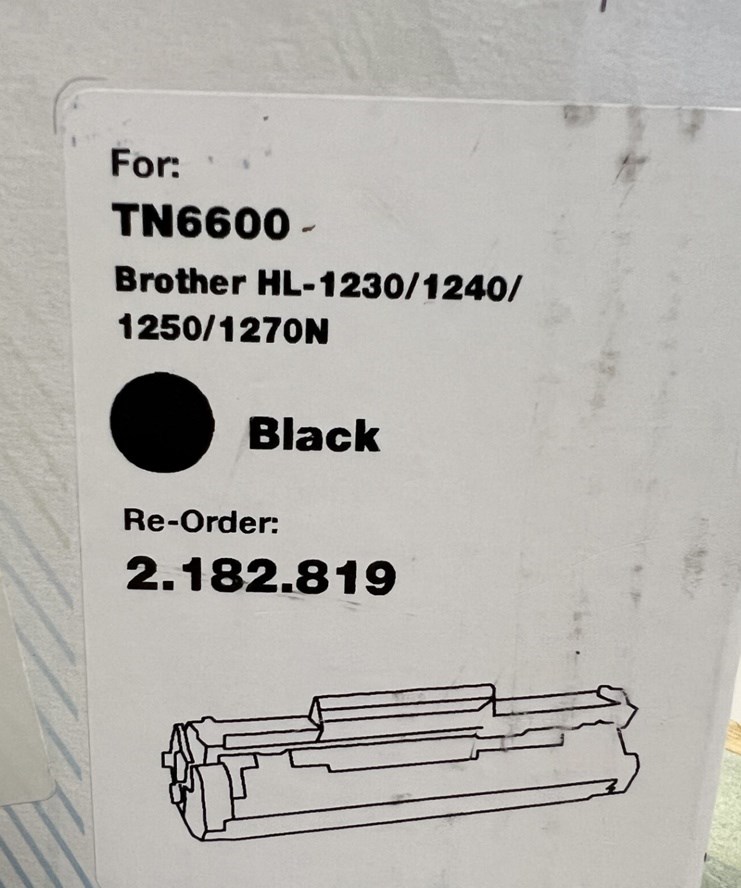 For:
TN6600
Brother HL-1230/1240/
1250/1270N
Black
Re-Order:
2.182.819